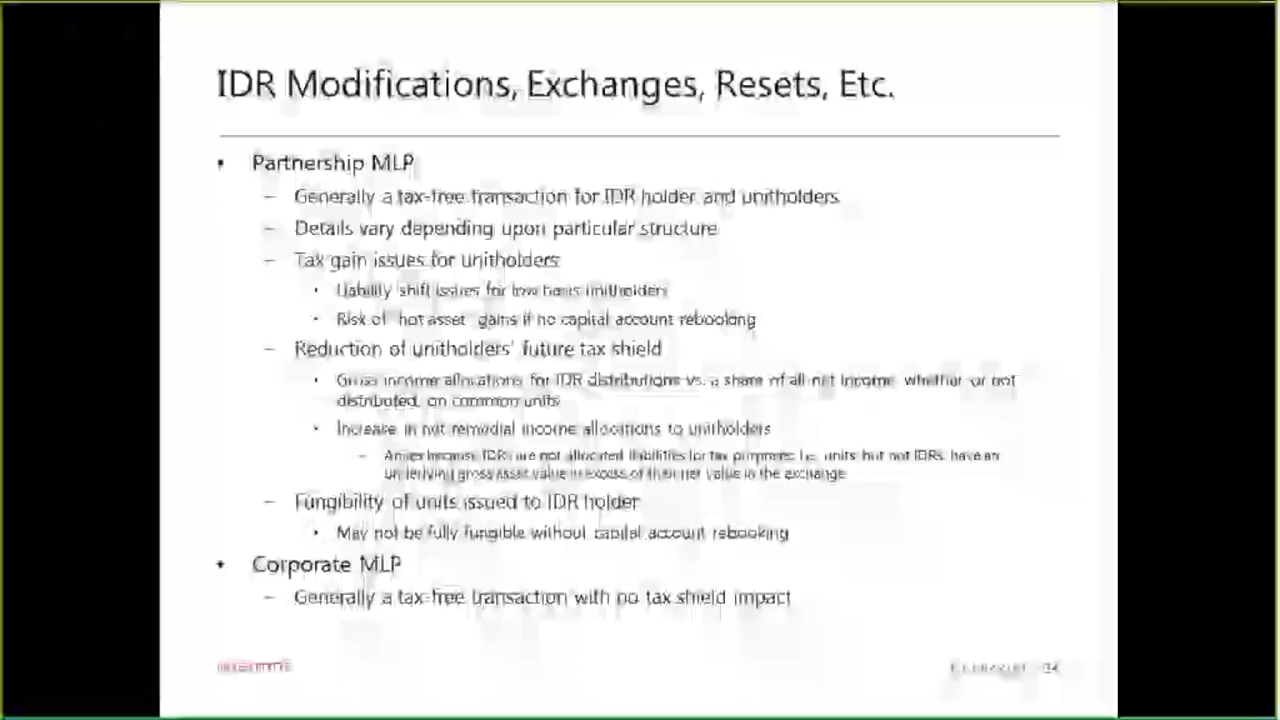 IDR Modifications, Exchanges, Resets, Etc.
• Partnership MLP
– Generally a tax-free transaction for IDR holder and unitholders
– Details vary depending upon particular structure
– Tax gain issues for unitholders
• Liability shift issues for low basis unitholders
• Risk of "hot asset" gains if no capital account rebooking
– Reduction of unitholders' future tax shield
• Gross income allocations for IDR distributions vs. a share of all net income, whether or not
distributed, on common units
• Increase in net remedial income allocations to unitholders
– Arises because IDRs are not allocated liabilities for tax purposes, i.e., units but not IDRs, have an
underlying gross asset value in excess of their net value in the exchange
– Fungibility of units issued to IDR holder
• May not be fully fungible without capital account rebooking
• Corporate MLP
– Generally a tax-free transaction with no tax shield impact